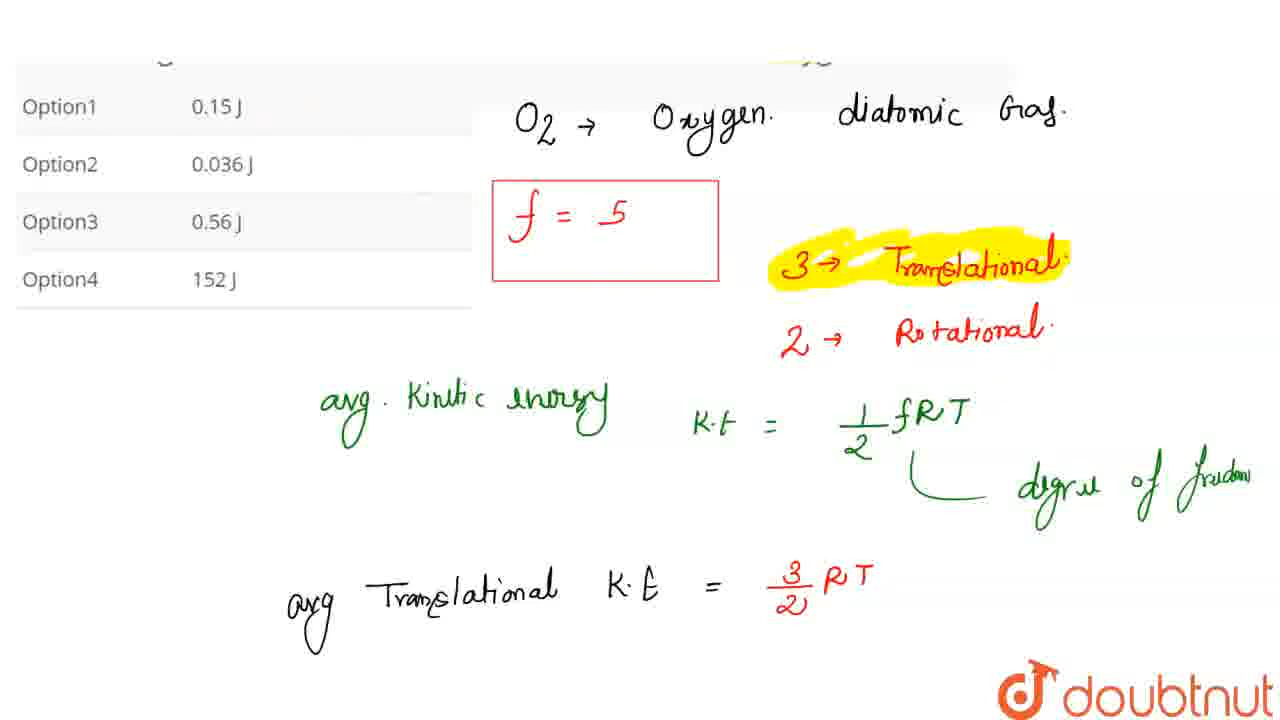 Option1 0.15 J
O2 → Oxygen. diatomic Gas.
Option2 0.036 J
Option3 0.56 J
f = 5
3 → Translational.
Option4 152 J
2 → Rotational.
avg. Kinetic energy K.E = 1/2 fRT
degree of freedom
avg Translational K.E = 3/2 RT
doubtnut